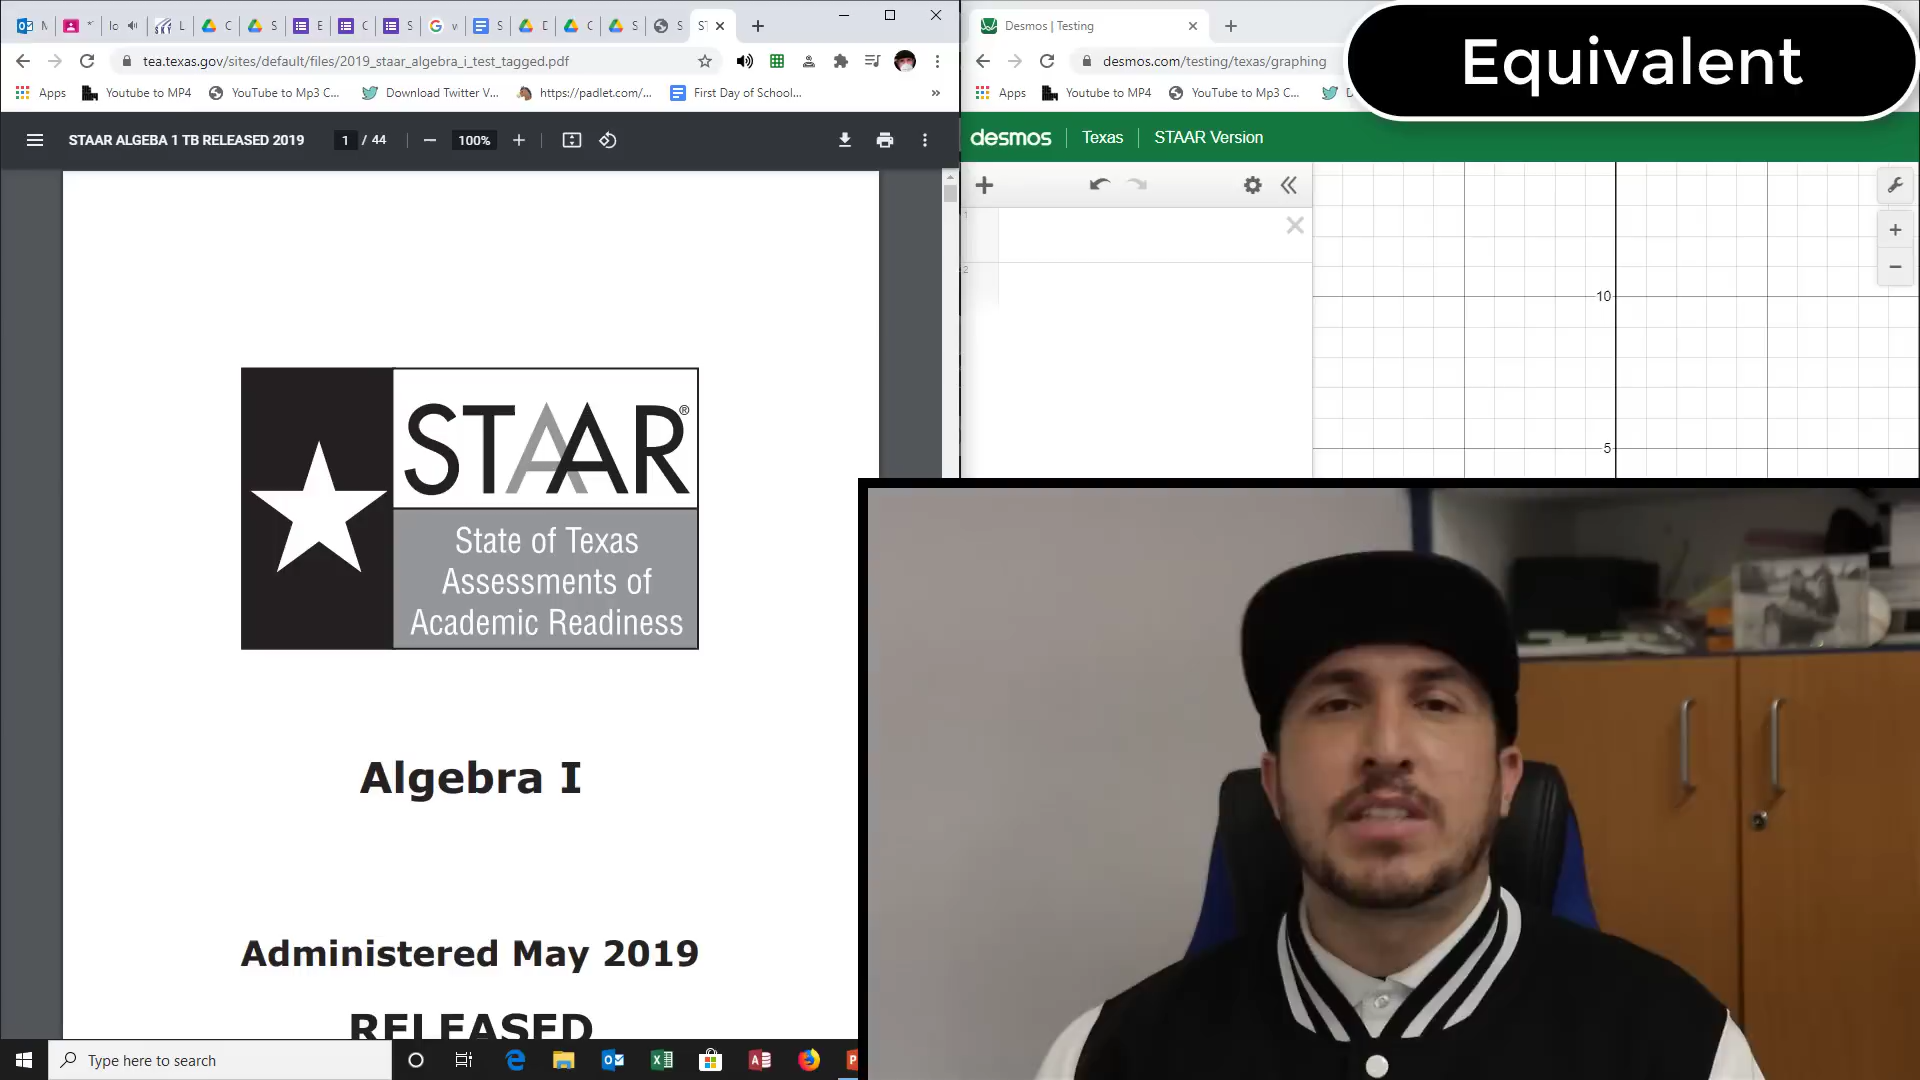 Desmos | Testing
Equivalent
tea.texas.gov/sites/default/files/2019_staar_algebra_i_test_tagged.pdf
desmos.com/testing/texas/graphing
Apps
Youtube to MP4
YouTube to Mp3 C...
Download Twitter V...
https://padlet.com/...
First Day of School...
»
Apps
Youtube to MP4
YouTube to Mp3 C...
STAAR ALGEBA 1 TB RELEASED 2019
1 / 44
100%
desmos
Texas
STAAR Version
1
2
10
5
STAAR®
State of Texas
Assessments of
Academic Readiness
Algebra I
Administered May 2019
RELEASED
Type here to search